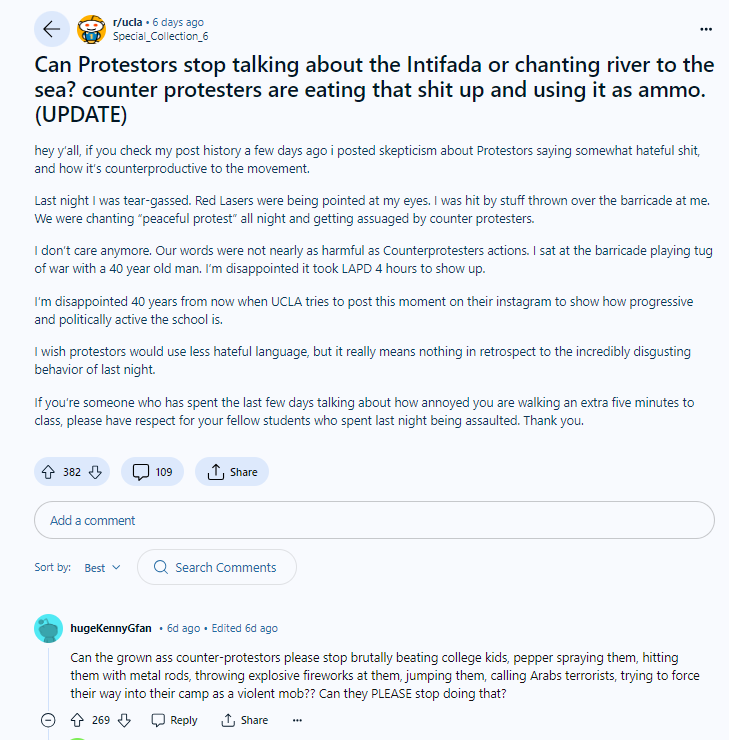 r/ucla • 6 days ago
Special_Collection_6
Can Protestors stop talking about the Intifada or chanting river to the
sea? counter protesters are eating that shit up and using it as ammo.
(UPDATE)
hey y'all, if you check my post history a few days ago i posted skepticism about Protestors saying somewhat hateful shit,
and how it's counterproductive to the movement.
Last night I was tear-gassed. Red Lasers were being pointed at my eyes. I was hit by stuff thrown over the barricade at me.
We were chanting "peaceful protest" all night and getting assuaged by counter protesters.
I don't care anymore. Our words were not nearly as harmful as Counterprotesters actions. I sat at the barricade playing tug
of war with a 40 year old man. I'm disappointed it took LAPD 4 hours to show up.
I'm disappointed 40 years from now when UCLA tries to post this moment on their instagram to show how progressive
and politically active the school is.
I wish protestors would use less hateful language, but it really means nothing in retrospect to the incredibly disgusting
behavior of last night.
If you're someone who has spent the last few days talking about how annoyed you are walking an extra five minutes to
class, please have respect for your fellow students who spent last night being assaulted. Thank you.
382 109 Share
Add a comment
Sort by: Best Search Comments
hugeKennyGfan • 6d ago • Edited 6d ago
Can the grown ass counter-protestors please stop brutally beating college kids, pepper spraying them, hitting
them with metal rods, throwing explosive fireworks at them, jumping them, calling Arabs terrorists, trying to force
their way into their camp as a violent mob?? Can they PLEASE stop doing that?
269 Reply Share